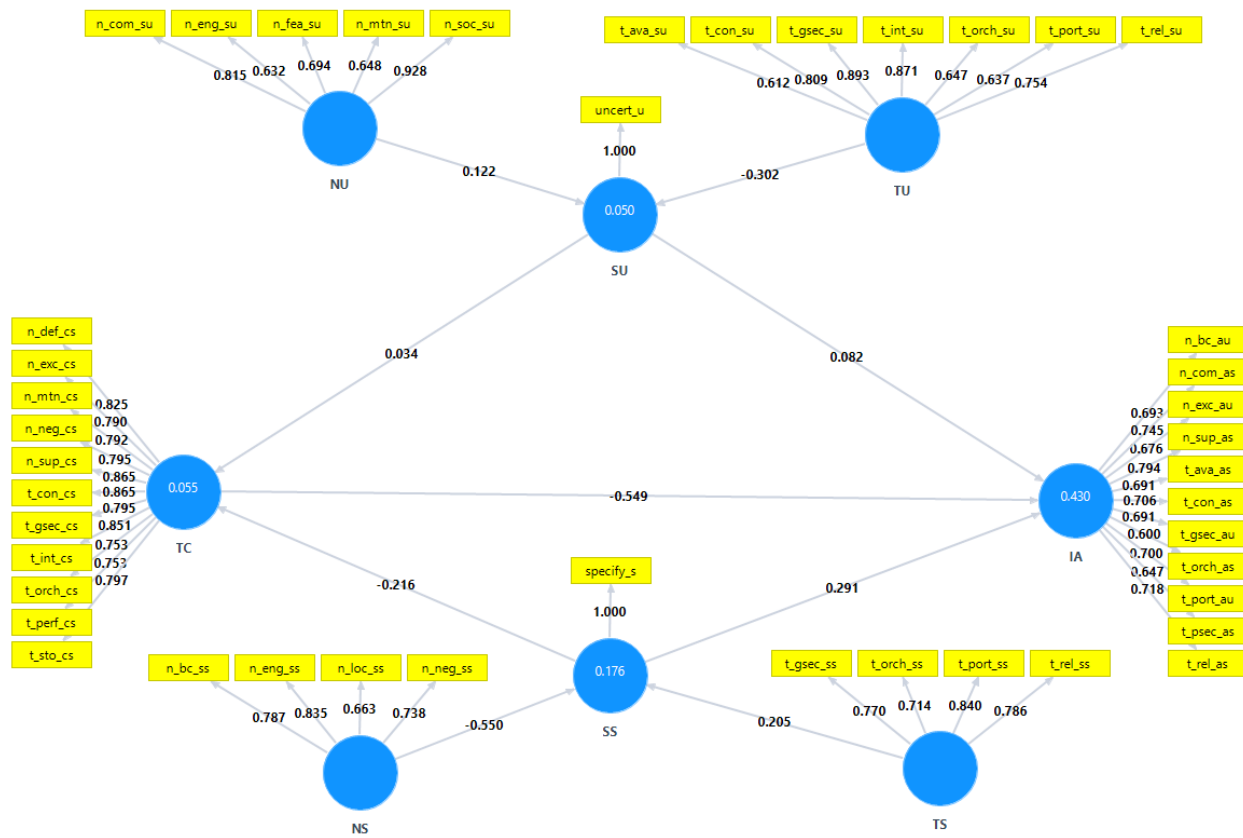 n_com_su n_eng_su n_fea_su n_mtn_su n_soc_su
t_ava_su t_con_su t_gsec_su t_int_su t_orch_su t_port_su t_rel_su
0.815 0.632 0.694 0.648 0.928
0.612 0.809 0.893 0.871 0.647 0.637 0.754
uncert_u
1.000
NU
TU
0.122
-0.302
0.050
SU
0.034
0.082
n_def_cs
n_exc_cs
n_mtn_cs
n_neg_cs
n_sup_cs
t_con_cs
t_gsec_cs
t_int_cs
t_orch_cs
t_perf_cs
t_sto_cs
0.825
0.790
0.792
0.795
0.865
0.865
0.795
0.851
0.753
0.753
0.797
0.055
TC
-0.549
0.430
IA
0.693
0.745
0.676
0.794
0.691
0.706
0.691
0.600
0.700
0.647
0.718
n_bc_au
n_com_as
n_exc_au
n_sup_as
t_ava_as
t_con_as
t_gsec_au
t_orch_as
t_port_au
t_psec_as
t_rel_as
-0.216
0.291
specify_s
1.000
0.176
SS
n_bc_ss n_eng_ss n_loc_ss n_neg_ss
0.787 0.835 0.663 0.738
-0.550
NS
t_gsec_ss t_orch_ss t_port_ss t_rel_ss
0.770 0.714 0.840 0.786
0.205
TS